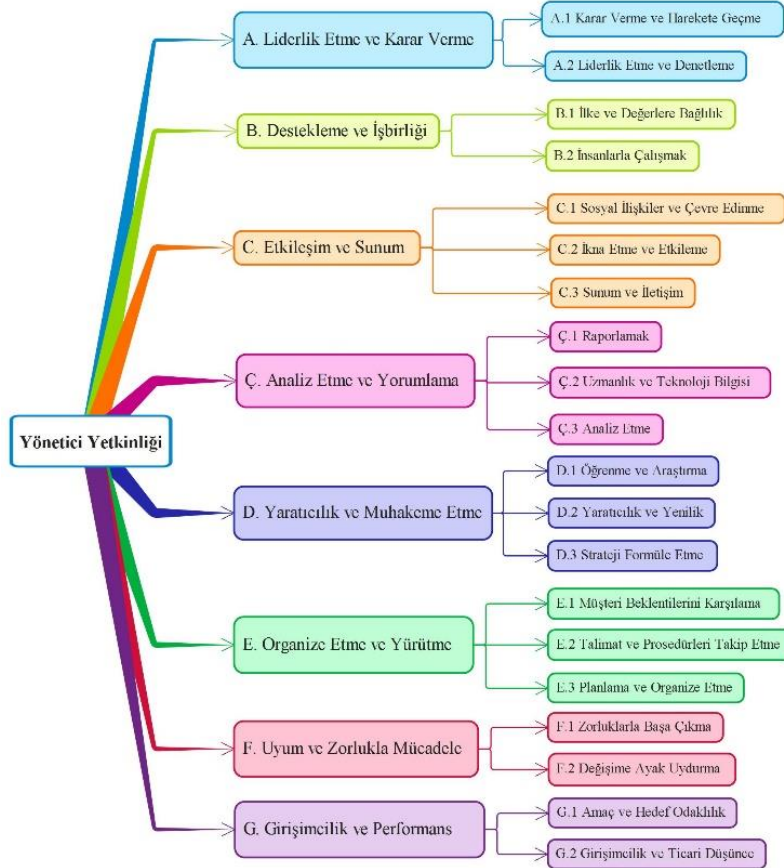 Yönetici Yetkinliği
A. Liderlik Etme ve Karar Verme
A.1 Karar Verme ve Harekete Geçme
A.2 Liderlik Etme ve Denetleme
B. Destekleme ve İşbirliği
B.1 İlke ve Değerlere Bağlılık
B.2 İnsanlarla Çalışmak
C. Etkileşim ve Sunum
C.1 Sosyal İlişkiler ve Çevre Edinme
C.2 İkna Etme ve Etkileme
C.3 Sunum ve İletişim
Ç. Analiz Etme ve Yorumlama
Ç.1 Raporlamak
Ç.2 Uzmanlık ve Teknoloji Bilgisi
Ç.3 Analiz Etme
D. Yaratıcılık ve Muhakeme Etme
D.1 Öğrenme ve Araştırma
D.2 Yaratıcılık ve Yenilik
D.3 Strateji Formüle Etme
E. Organize Etme ve Yürütme
E.1 Müşteri Beklentilerini Karşılama
E.2 Talimat ve Prosedürleri Takip Etme
E.3 Planlama ve Organize Etme
F. Uyum ve Zorlukla Mücadele
F.1 Zorluklarla Başa Çıkma
F.2 Değişime Ayak Uydurma
G. Girişimcilik ve Performans
G.1 Amaç ve Hedef Odaklılık
G.2 Girişimcilik ve Ticari Düşünce